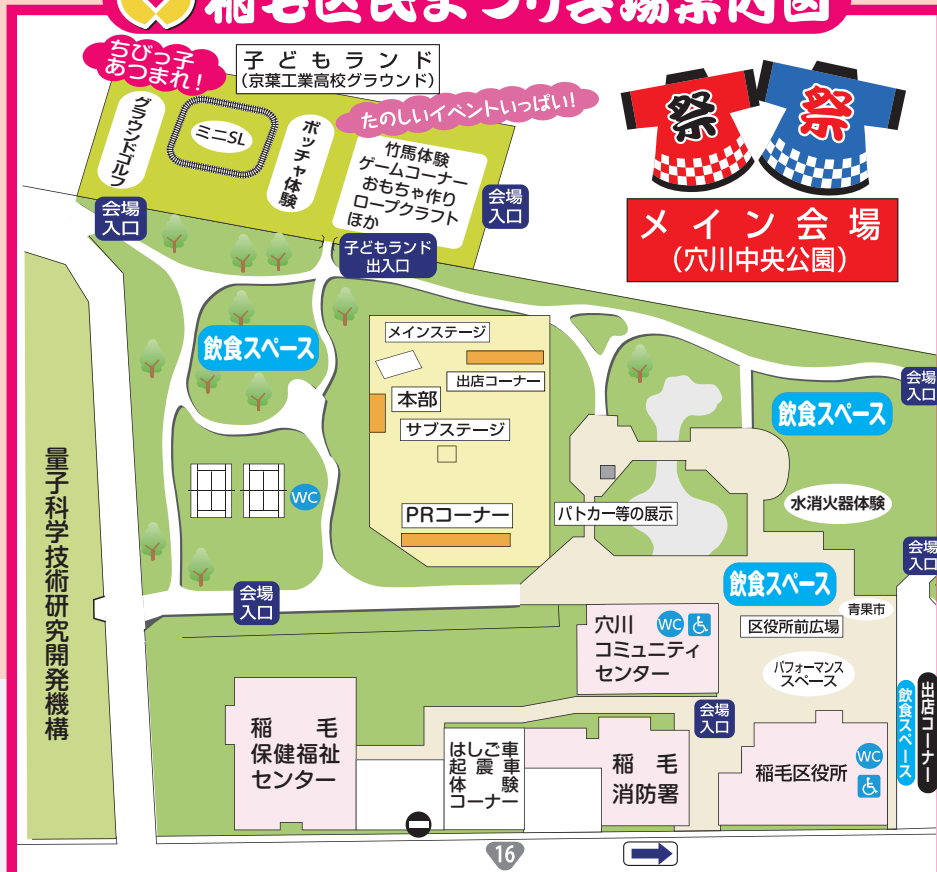 稲毛区民まつり会場案内図
ちびっ子
あつまれ！
子どもランド
（京葉工業高校グラウンド）
たのしいイベントいっぱい！
グラウンドゴルフ
ミニSL
ボッチャ体験
竹馬体験
ゲームコーナー
おもちゃ作り
ロープクラフト
ほか
祭
祭
メイン会場
（穴川中央公園）
会場
入口
会場
入口
子どもランド
出入口
飲食スペース
メインステージ
出店コーナー
本部
サブステージ
PRコーナー
会場
入口
飲食スペース
水消火器体験
パトカー等の展示
WC
量子科学技術研究開発機構
会場
入口
会場
入口
飲食スペース
青果市
区役所前広場
パフォーマンス
スペース
穴川
コミュニティ
センター
WC
会場
入口
稲毛
保健福祉
センター
はしご車
起震車
体験
コーナー
稲毛
消防署
稲毛区役所
WC
飲食スペース
出店コーナー
16